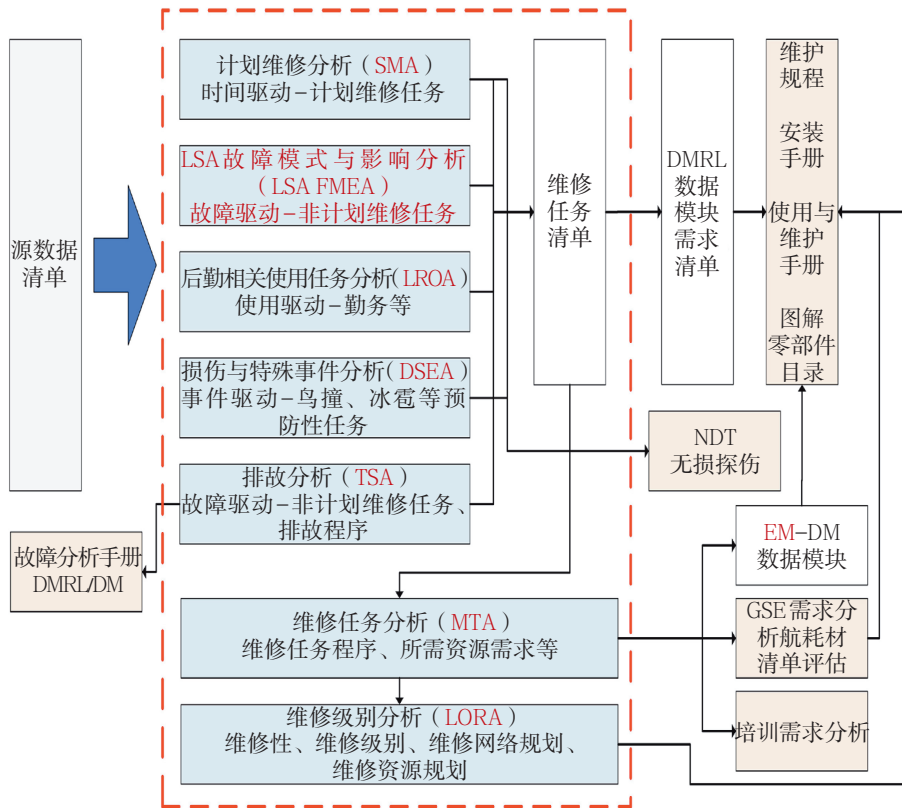 源数据
清单
计划维修分析（SMA）
时间驱动–计划维修任务
LSA故障模式与影响分析
（LSA FMEA）
故障驱动–非计划维修任务
后勤相关使用任务分析(LROA)
使用驱动–勤务等
损伤与特殊事件分析(DSEA)
事件驱动–鸟撞、冰雹等预
防性任务
排故分析（TSA）
故障驱动–非计划维修任务、
排故程序
故障分析手册
DMRL/DM
维修任务分析（MTA）
维修任务程序、所需资源需求等
维修级别分析（LORA）
维修性、维修级别、维修网络规划、
维修资源规划
维修
任务
清单
DMRL
数据
模块
需求
清单
维护
规程
安装
手册
使用与
维护
手册
图解
零部件
目录
NDT
无损探伤
EM–DM
数据模块
GSE需求分
析航耗材
清单评估
培训需求分析